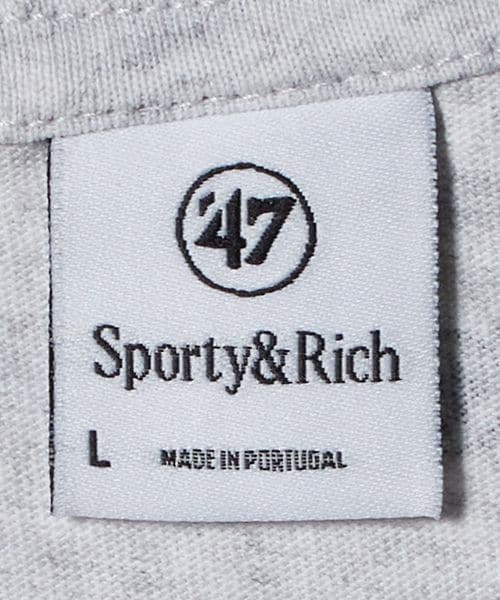 '47
Sporty&Rich
L MADE IN PORTUGAL